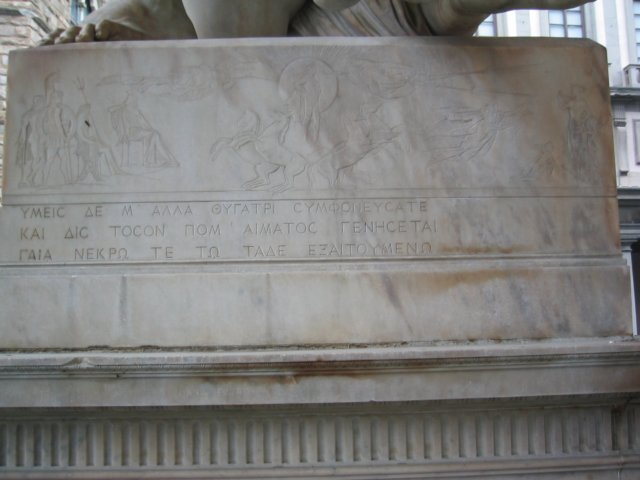 ΥΜΕΙϹ ΔΕ Μ ΑΛΛΑ ΘΥΓΑΤΡΙ ϹΥΜΦΟΝΕΥϹΑΤΕ
ΚΑΙ ΔΙϹ ΤΟϹΟΝ ΠΟΜ ΑΙΜΑΤΟϹ ΓΕΝΗϹΕΤΑΙ
ΓΑΙΑ ΝΕΚΡΩ ΤΕ ΤΩ ΤΑΔΕ ΕΞΑΙΤΟΥΜΕΝΩ